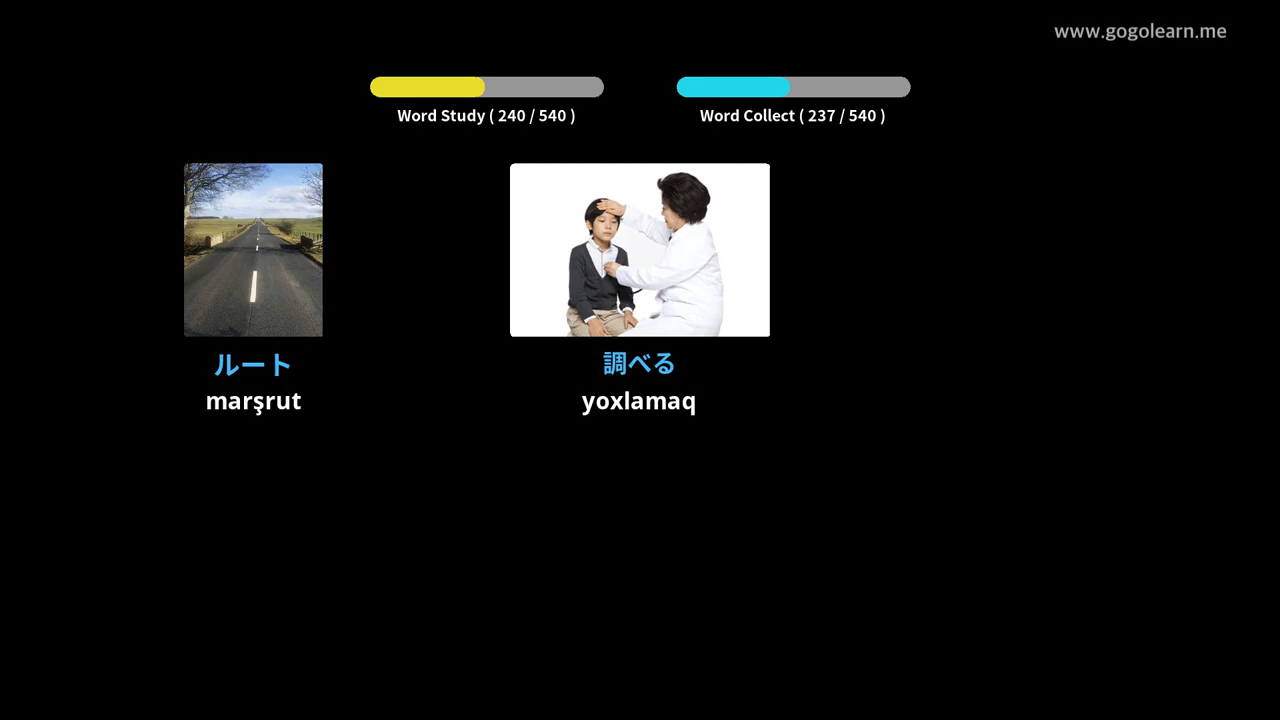 www.gogolearn.me
Word Study ( 240 / 540 )
Word Collect ( 237 / 540 )
ルート
marşrut
調べる
yoxlamaq